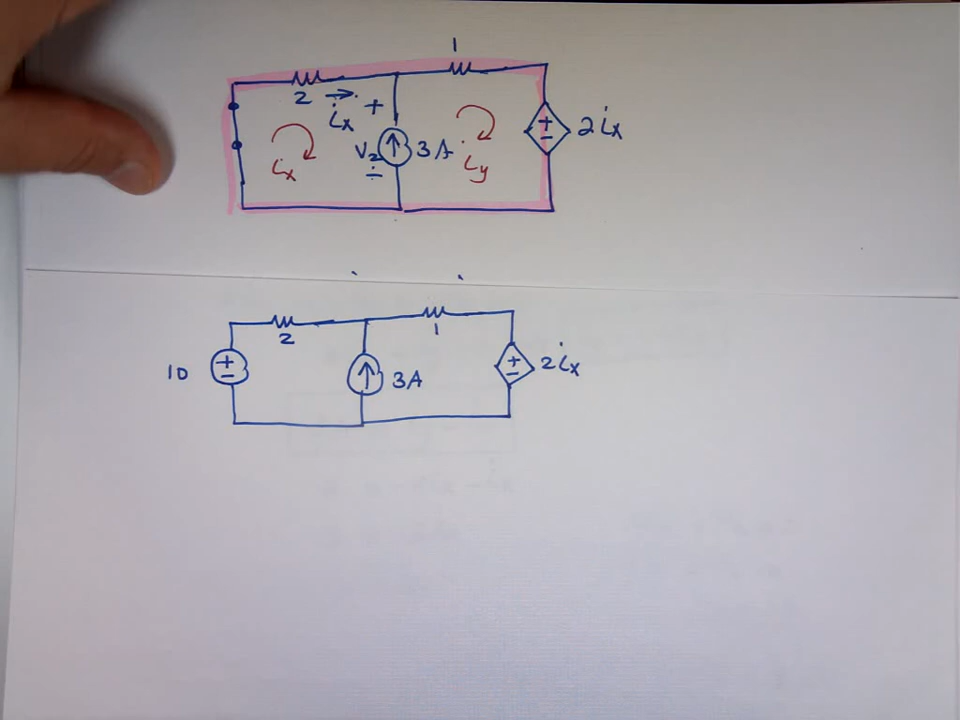 1
2 → +
ix
V2 3A + - 2ix
-
ix iy
2 1
10 + - 3A + - 2ix